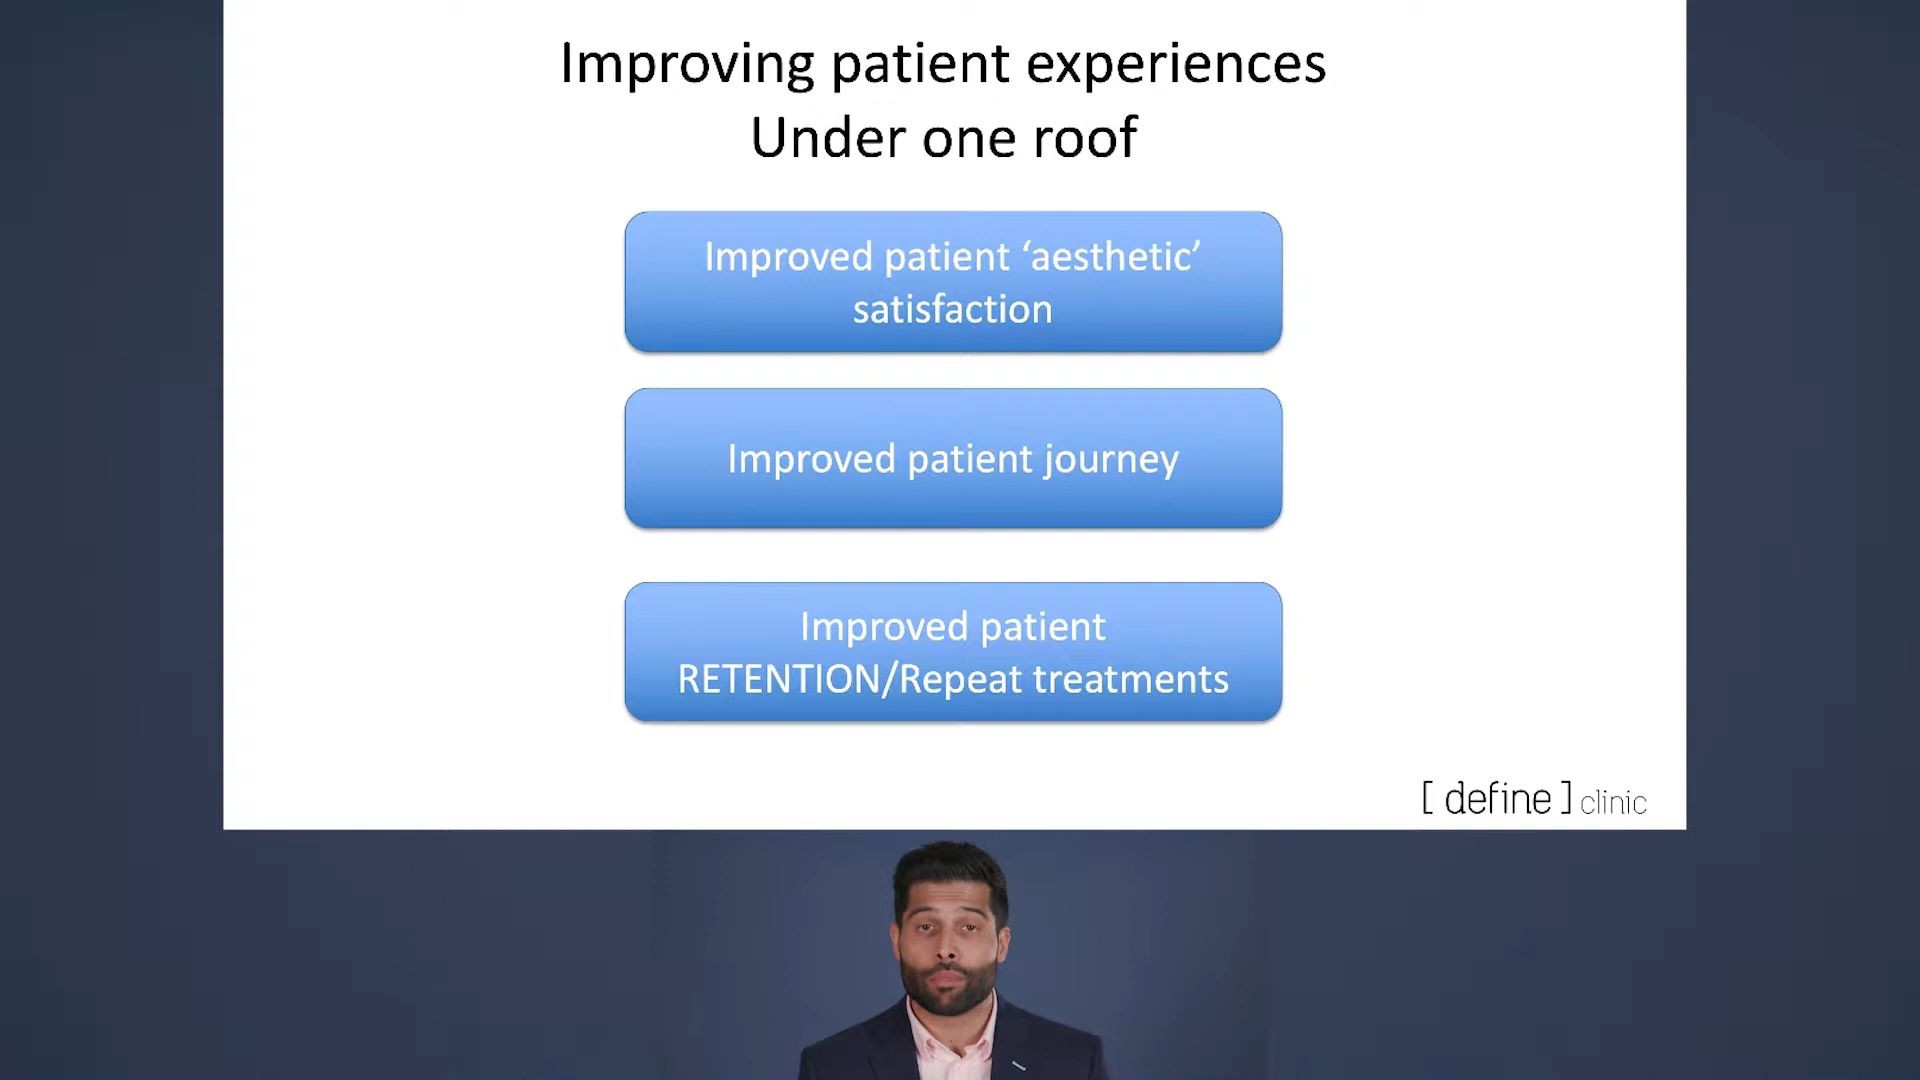 Improving patient experiences
Under one roof
Improved patient ‘aesthetic’
satisfaction
Improved patient journey
Improved patient
RETENTION/Repeat treatments
[ define ] clinic